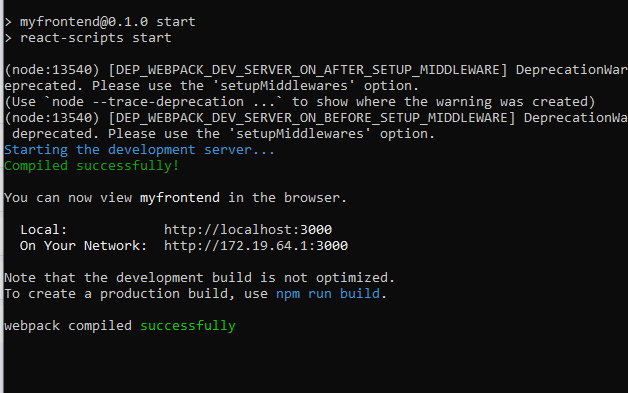 > myfrontend@0.1.0 start
> react-scripts start
(node:13540) [DEP_WEBPACK_DEV_SERVER_ON_AFTER_SETUP_MIDDLEWARE] DeprecationWar
eprecated. Please use the 'setupMiddlewares' option.
(Use `node --trace-deprecation ...` to show where the warning was created)
(node:13540) [DEP_WEBPACK_DEV_SERVER_ON_BEFORE_SETUP_MIDDLEWARE] DeprecationWa
deprecated. Please use the 'setupMiddlewares' option.
Starting the development server...
Compiled successfully!
You can now view myfrontend in the browser.
Local: http://localhost:3000
On Your Network: http://172.19.64.1:3000
Note that the development build is not optimized.
To create a production build, use npm run build.
webpack compiled successfully